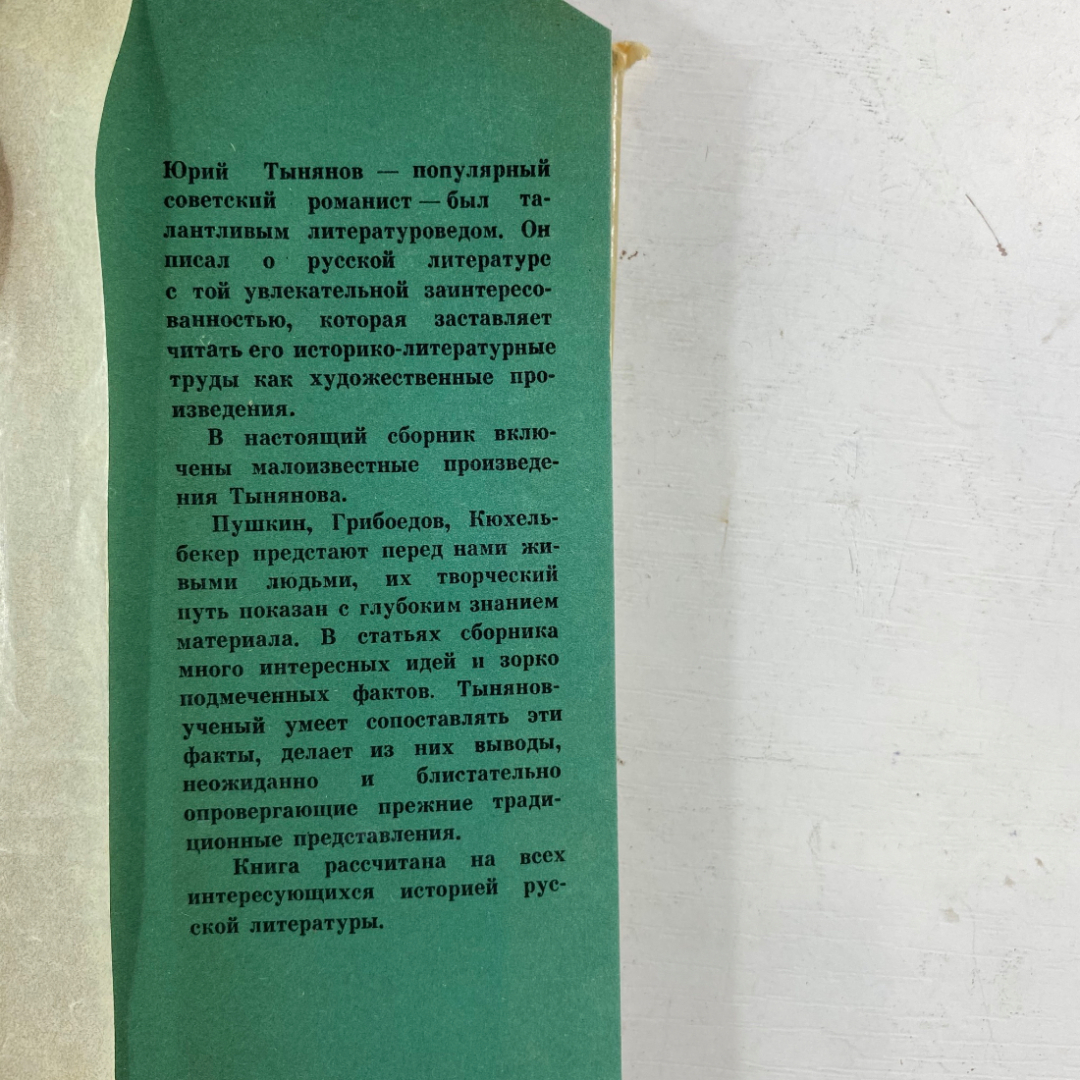 Юрий Тынянов — популярный
советский романист — был та-
лантливым литературоведом. Он
писал о русской литературе
с той увлекательной заинтересо-
ванностью, которая заставляет
читать его историко-литературные
труды как художественные про-
изведения.
В настоящий сборник вклю-
чены малоизвестные произведе-
ния Тынянова.
Пушкин, Грибоедов, Кюхель-
бекер предстают перед нами жи-
выми людьми, их творческий
путь показан с глубоким знанием
материала. В статьях сборника
много интересных идей и зорко
подмеченных фактов. Тынянов-
ученый умеет сопоставлять эти
факты, делает из них выводы,
неожиданно и блистательно
опровергающие прежние тради-
ционные представления.
Книга рассчитана на всех
интересующихся историей рус-
ской литературы.